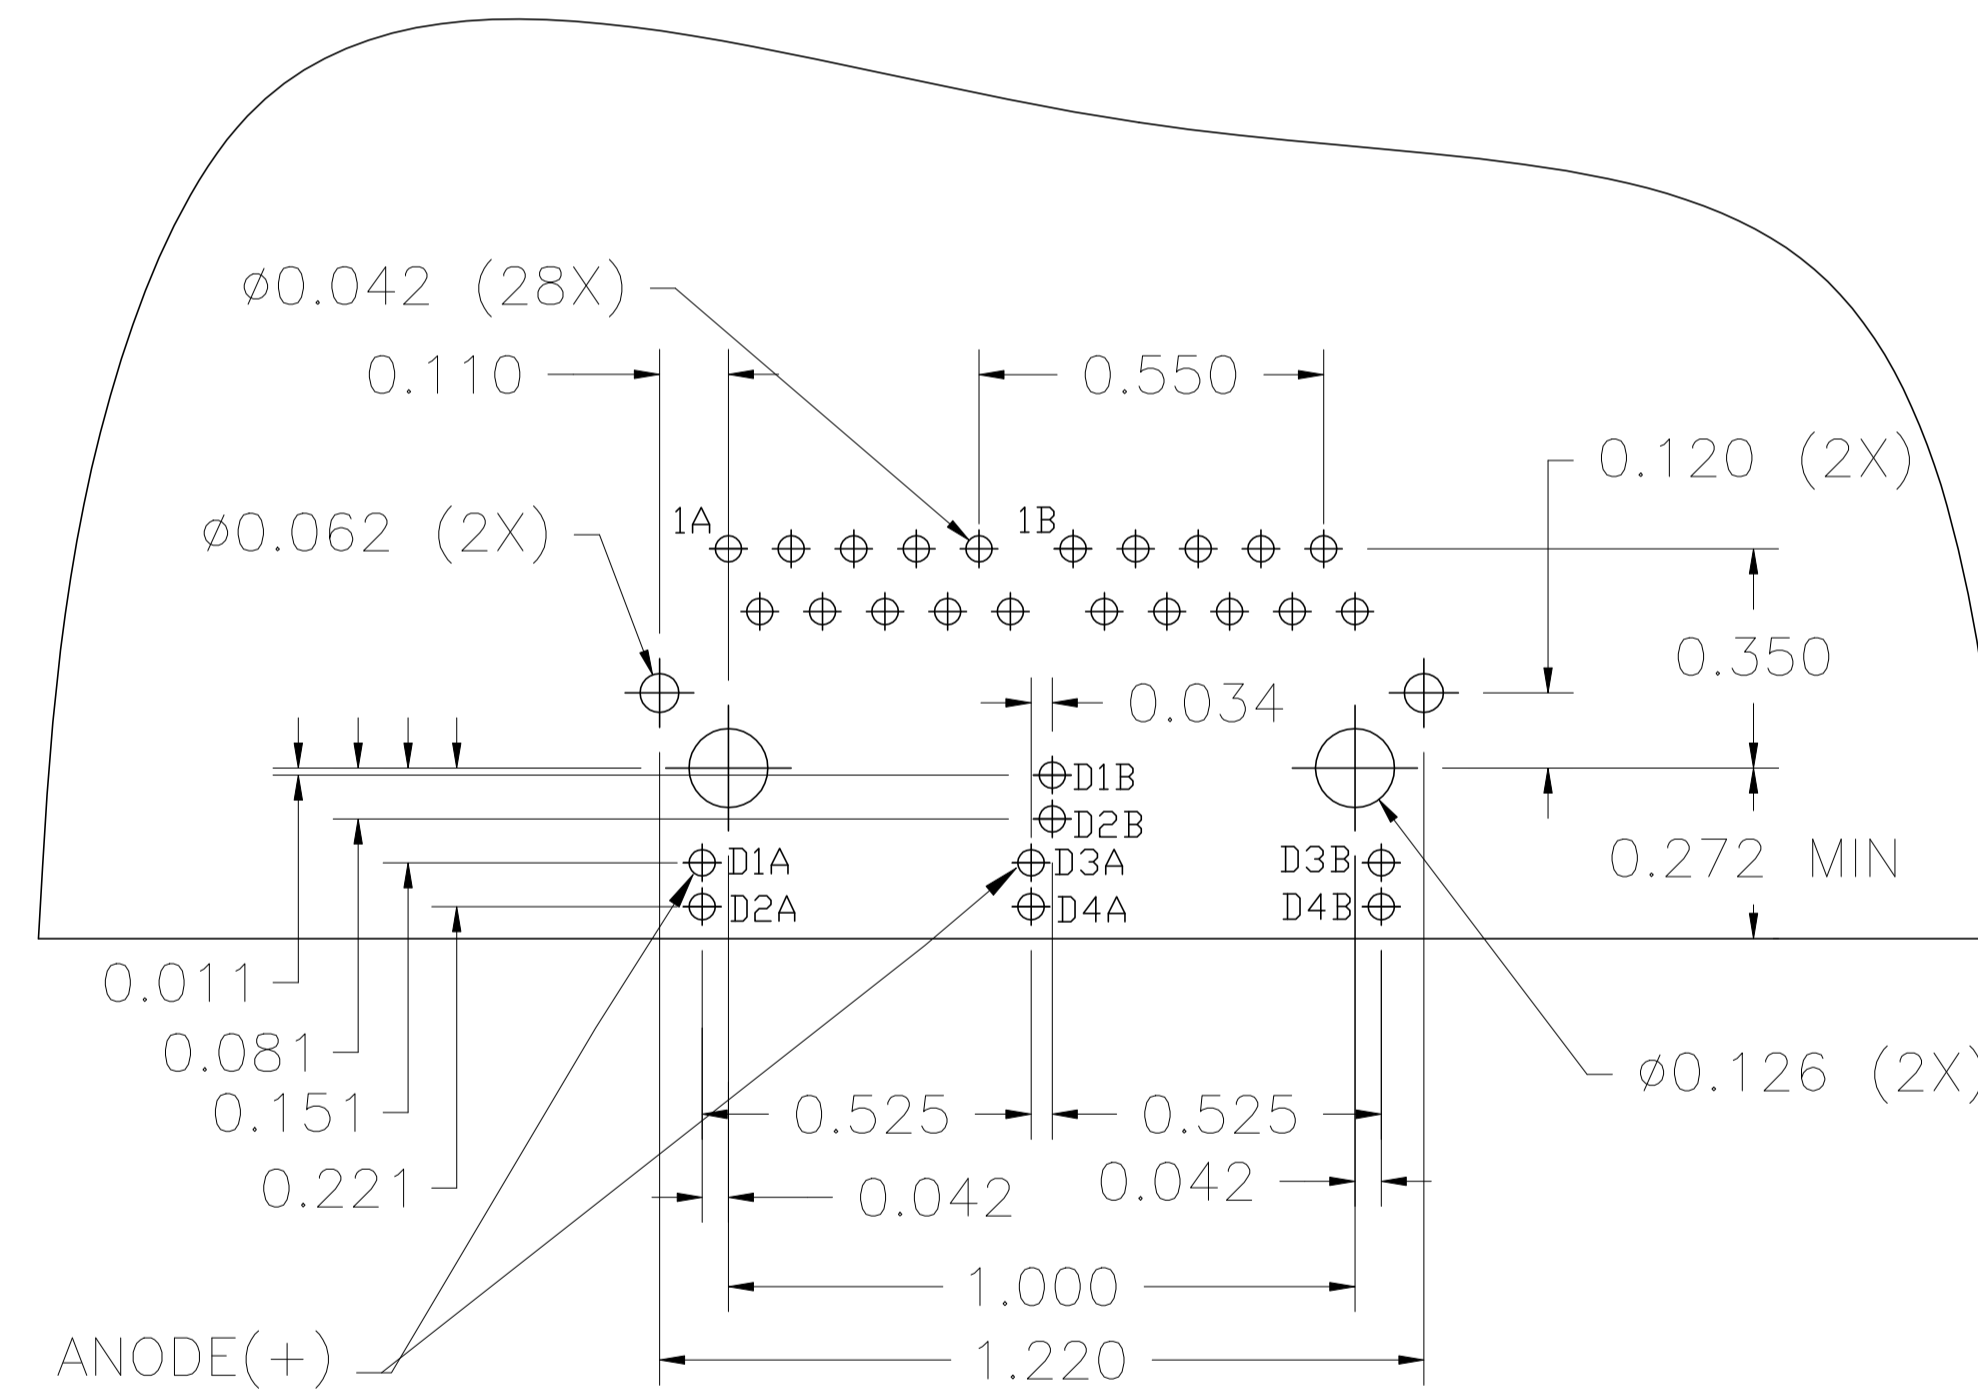 ø0.042 (28X)
0.110
0.550
0.120 (2X)
ø0.062 (2X)
1A
1B
0.350
0.034
D1B
D2B
D1A
D3A
D3B
0.272 MIN
D2A
D4A
D4B
0.011
0.081
ø0.126 (2X)
0.151
0.525
0.525
0.221
0.042
0.042
1.000
ANODE(+)
1.220